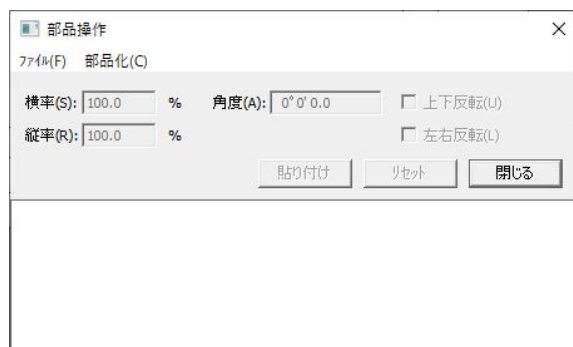 部品操作
ﾌｧｲﾙ(F) 部品化(C)
横率(S): 100.0 % 角度(A): 0°0'0.0 上下反転(U)
縦率(R): 100.0 % 左右反転(L)
貼り付け ﾘｾｯﾄ 閉じる